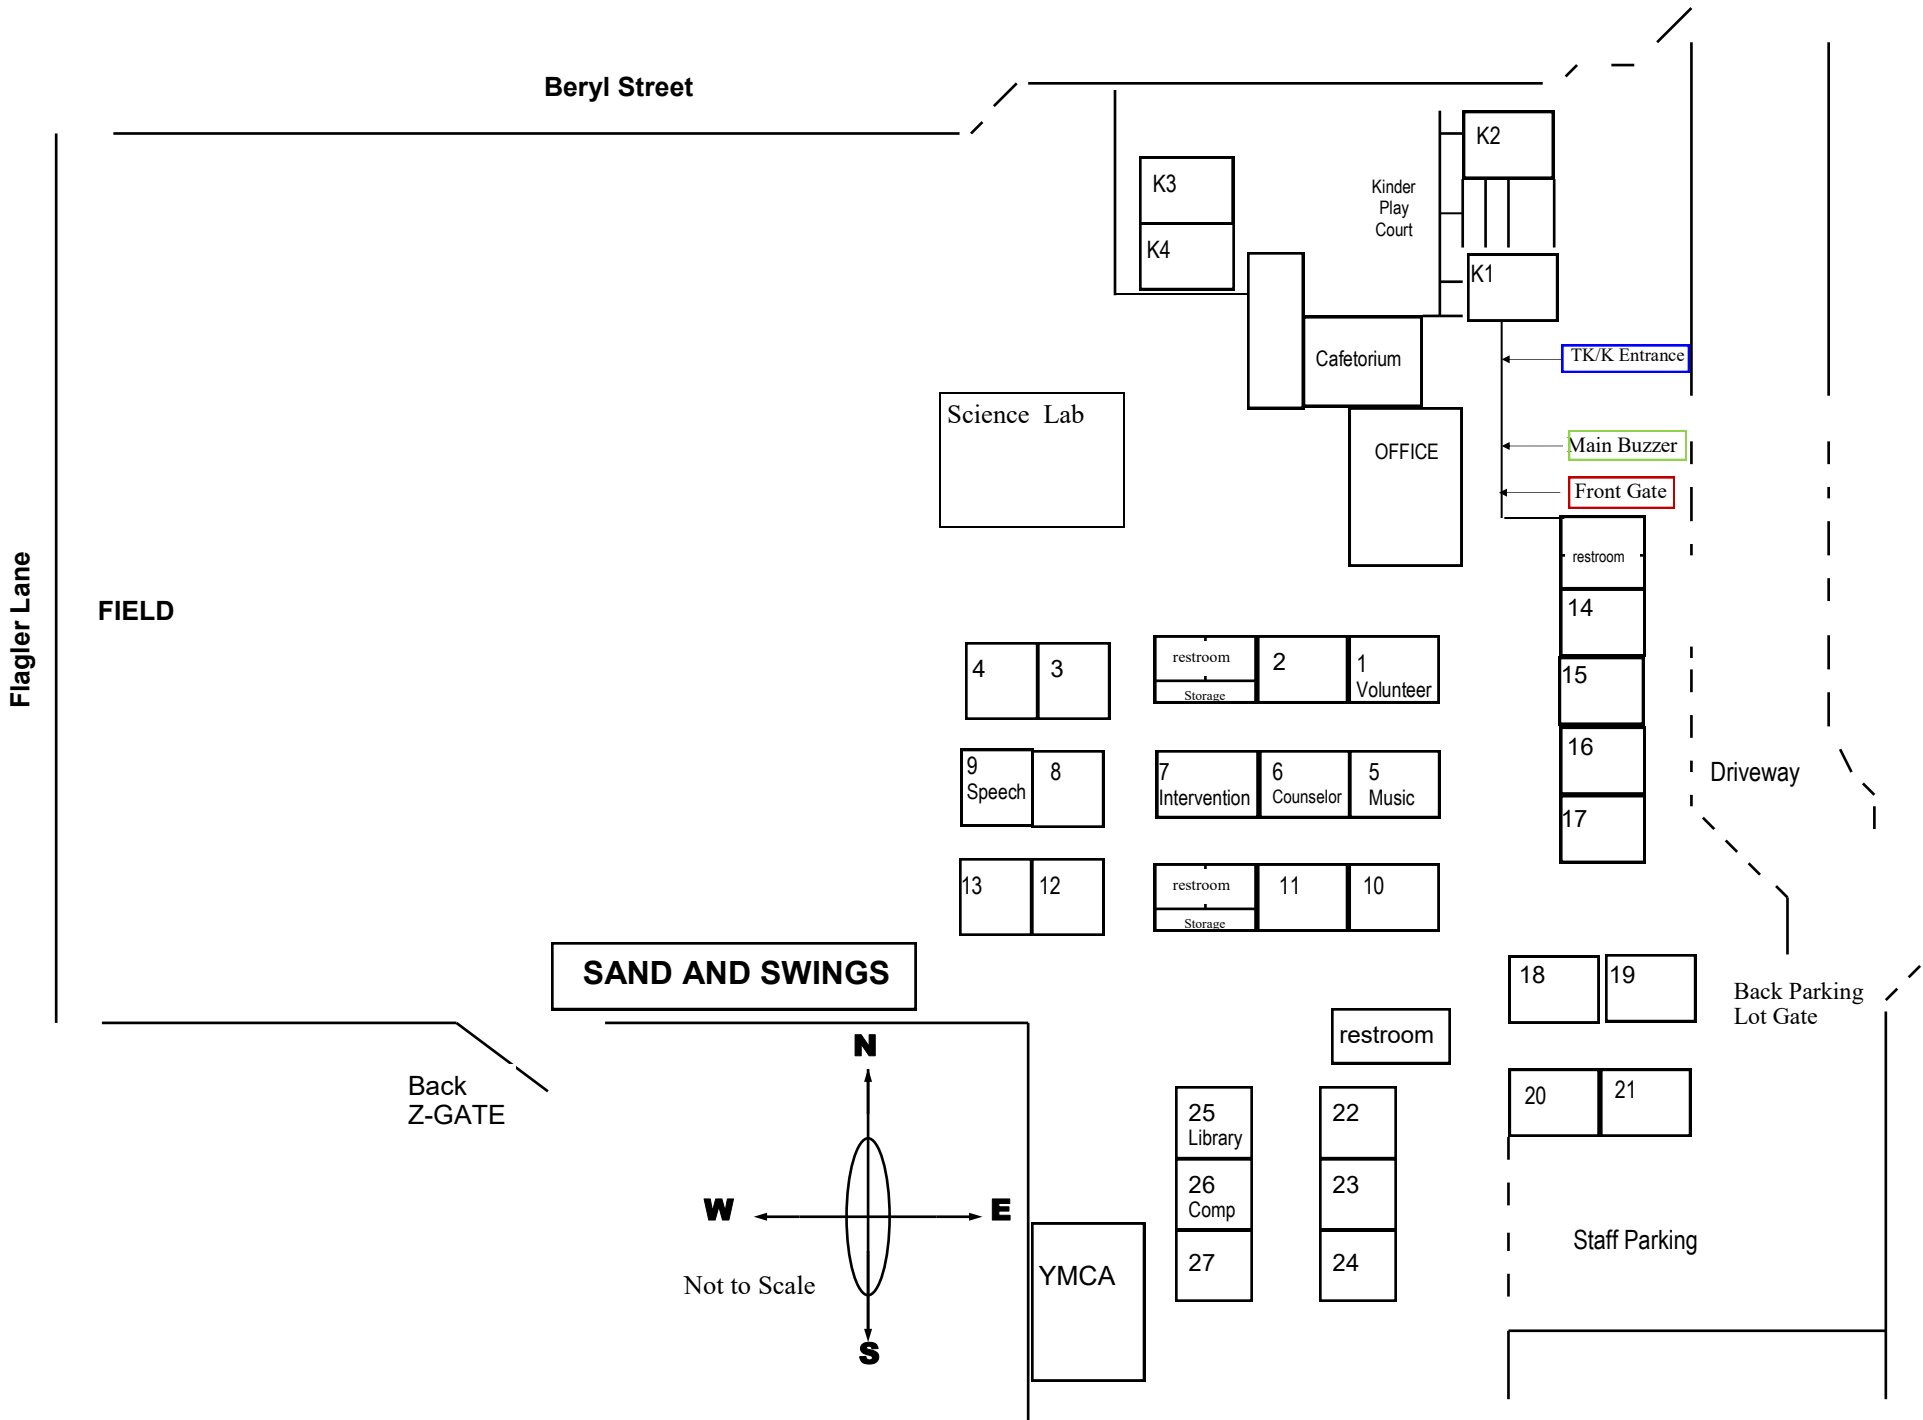 Beryl Street
K2
K3
Kinder
Play
Court
K4
K1
TK/K Entrance
Cafetorium
Science Lab
Main Buzzer
OFFICE
Front Gate
restroom
Flagler Lane
FIELD
14
4
3
restroom
2
1
Volunteer
Storage
15
16
9
Speech
8
7
Intervention
6
Counselor
5
Music
Driveway
17
13
12
restroom
11
10
Storage
SAND AND SWINGS
18
19
Back Parking
Lot Gate
restroom
N
Back
Z-GATE
25
Library
22
20
21
W
E
26
Comp
23
Staff Parking
Not to Scale
YMCA
27
24
S